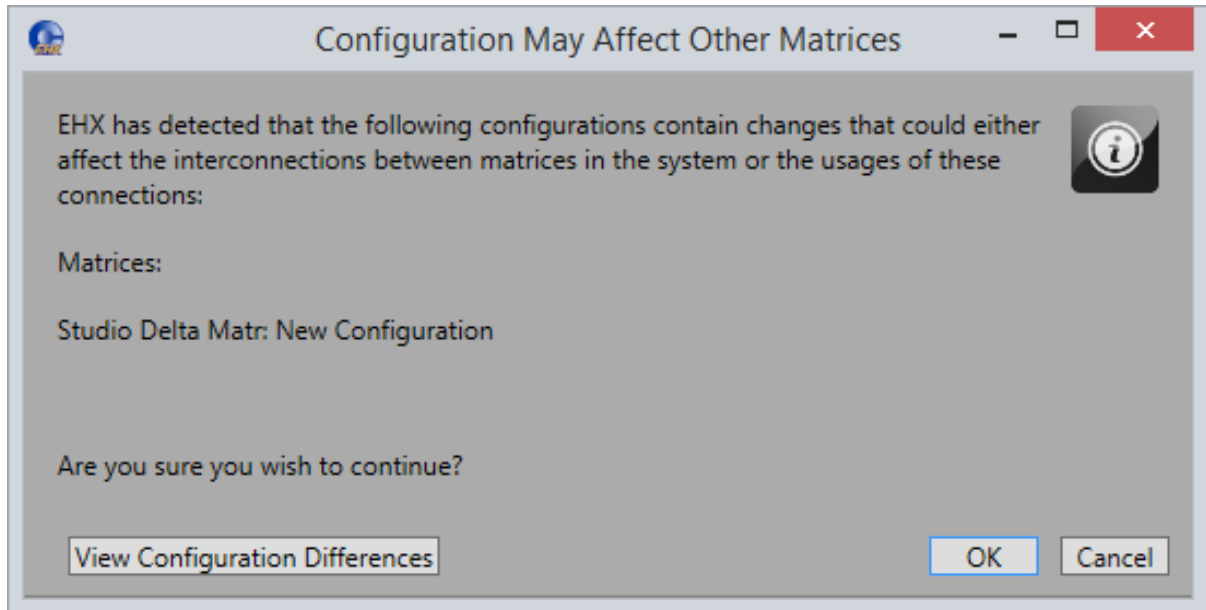 Configuration May Affect Other Matrices
EHX has detected that the following configurations contain changes that could either
affect the interconnections between matrices in the system or the usages of these
connections:
Matrices:
Studio Delta Matr: New Configuration
Are you sure you wish to continue?
View Configuration Differences
OK
Cancel